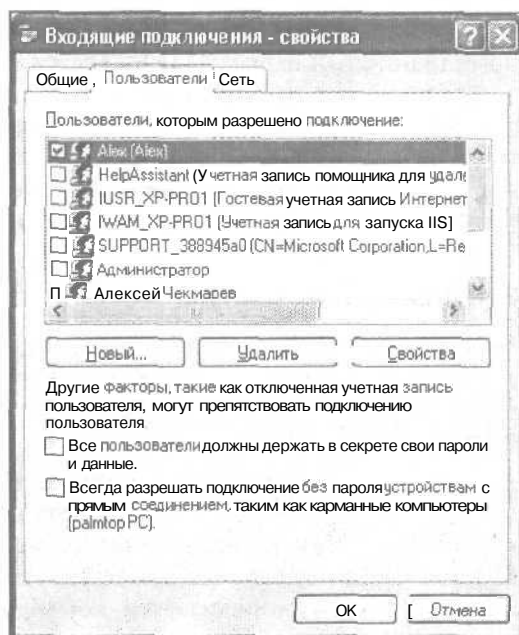 Входящие подключения - свойства
Общие Пользователи Сеть
Пользователи, которым разрешено подключение:
Alex (Alex)
HelpAssistant (Учетная запись помощника для удале
IUSR_XP-PRO1 (Гостевая учетная запись Интернет
IWAM_XP-PRO1 (Учетная запись для запуска IIS)
SUPPORT_388945a0 (CN=Microsoft Corporation,L=Re
Администратор
Алексей Чекмарев
Новый... Удалить Свойства
Другие факторы, такие как отключенная учетная запись
пользователя, могут препятствовать подключению
пользователя
Все пользователи должны держать в секрете свои пароли
и данные.
Всегда разрешать подключение без пароля устройствам с
прямым соединением, таким как карманные компьютеры
(palmtop PC).
OK Отмена